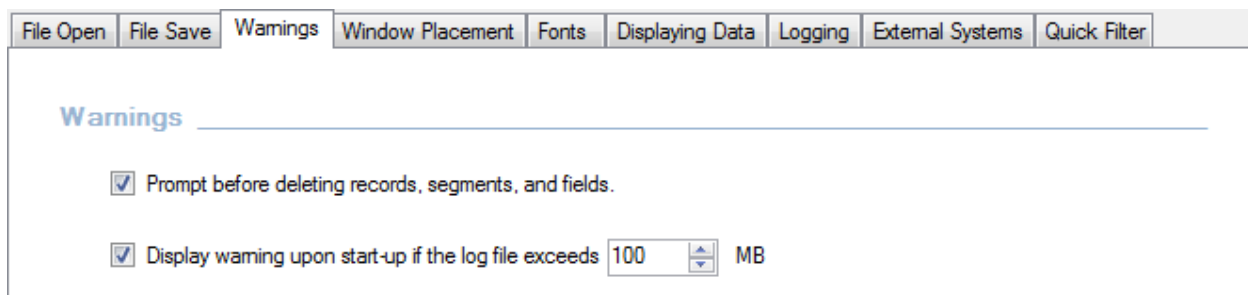 File Open File Save Warnings Window Placement Fonts Displaying Data Logging External Systems Quick Filter
Warnings
Prompt before deleting records, segments, and fields.
Display warning upon start-up if the log file exceeds 100 MB